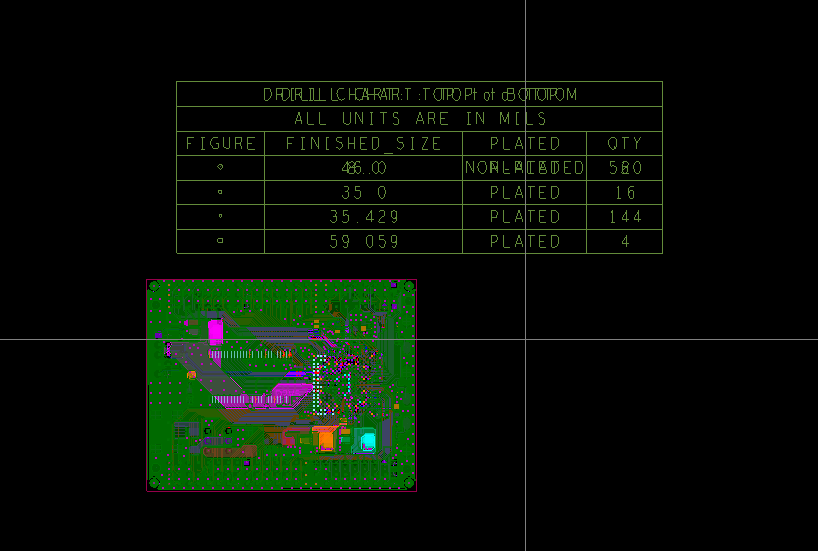 ALL UNITS ARE IN MILS
FIGURE FINISHED_SIZE PLATED QTY
35 0 PLATED 16
35.429 PLATED 144
59 059 PLATED 4